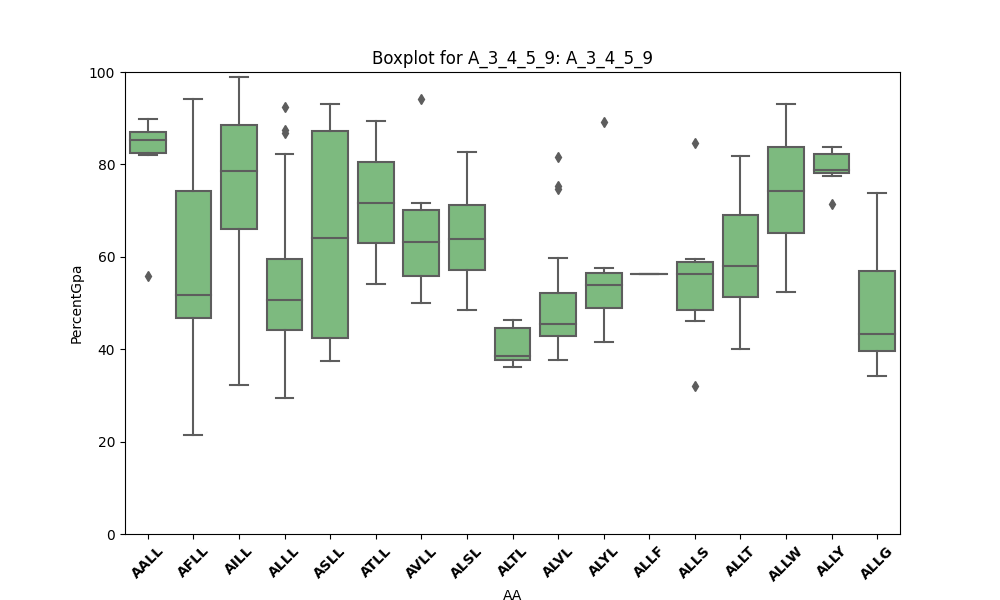 Boxplot for A_3_4_5_9: A_3_4_5_9
100
80
60
40
20
0
PercentGpa
AALL AFLL AILL ALLL ASLL ATLL AVLL ALSL ALTL ALVL ALYL ALLF ALLS ALLT ALLW ALLY ALLG
AA